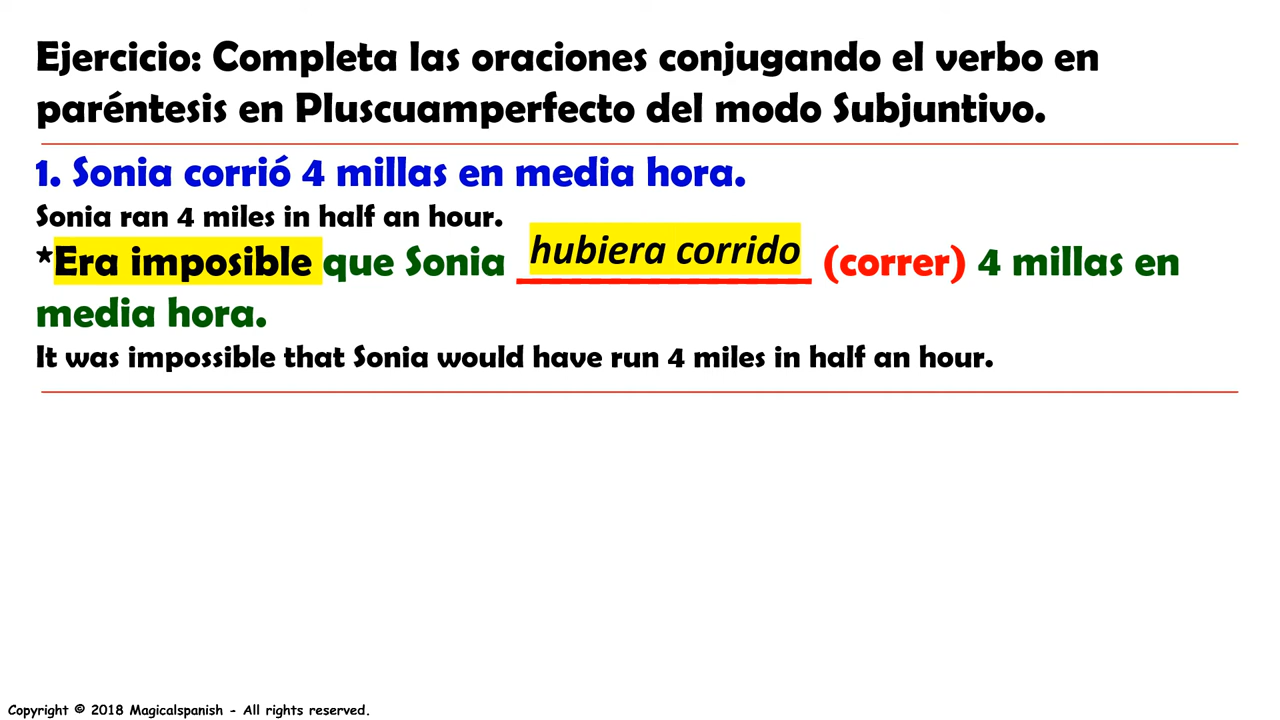 Ejercicio: Completa las oraciones conjugando el verbo en
paréntesis en Pluscuamperfecto del modo Subjuntivo.
1. Sonia corrió 4 millas en media hora.
Sonia ran 4 miles in half an hour.
*Era imposible que Sonia hubiera corrido (correr) 4 millas en
media hora.
It was impossible that Sonia would have run 4 miles in half an hour.
Copyright © 2018 Magicalspanish - All rights reserved.